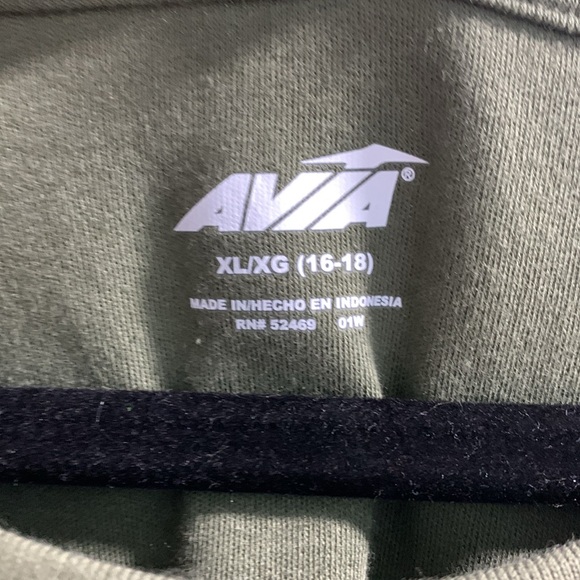 AVIA®
XL/XG (16-18)
MADE IN/HECHO EN INDONESIA
RN# 52469 01W